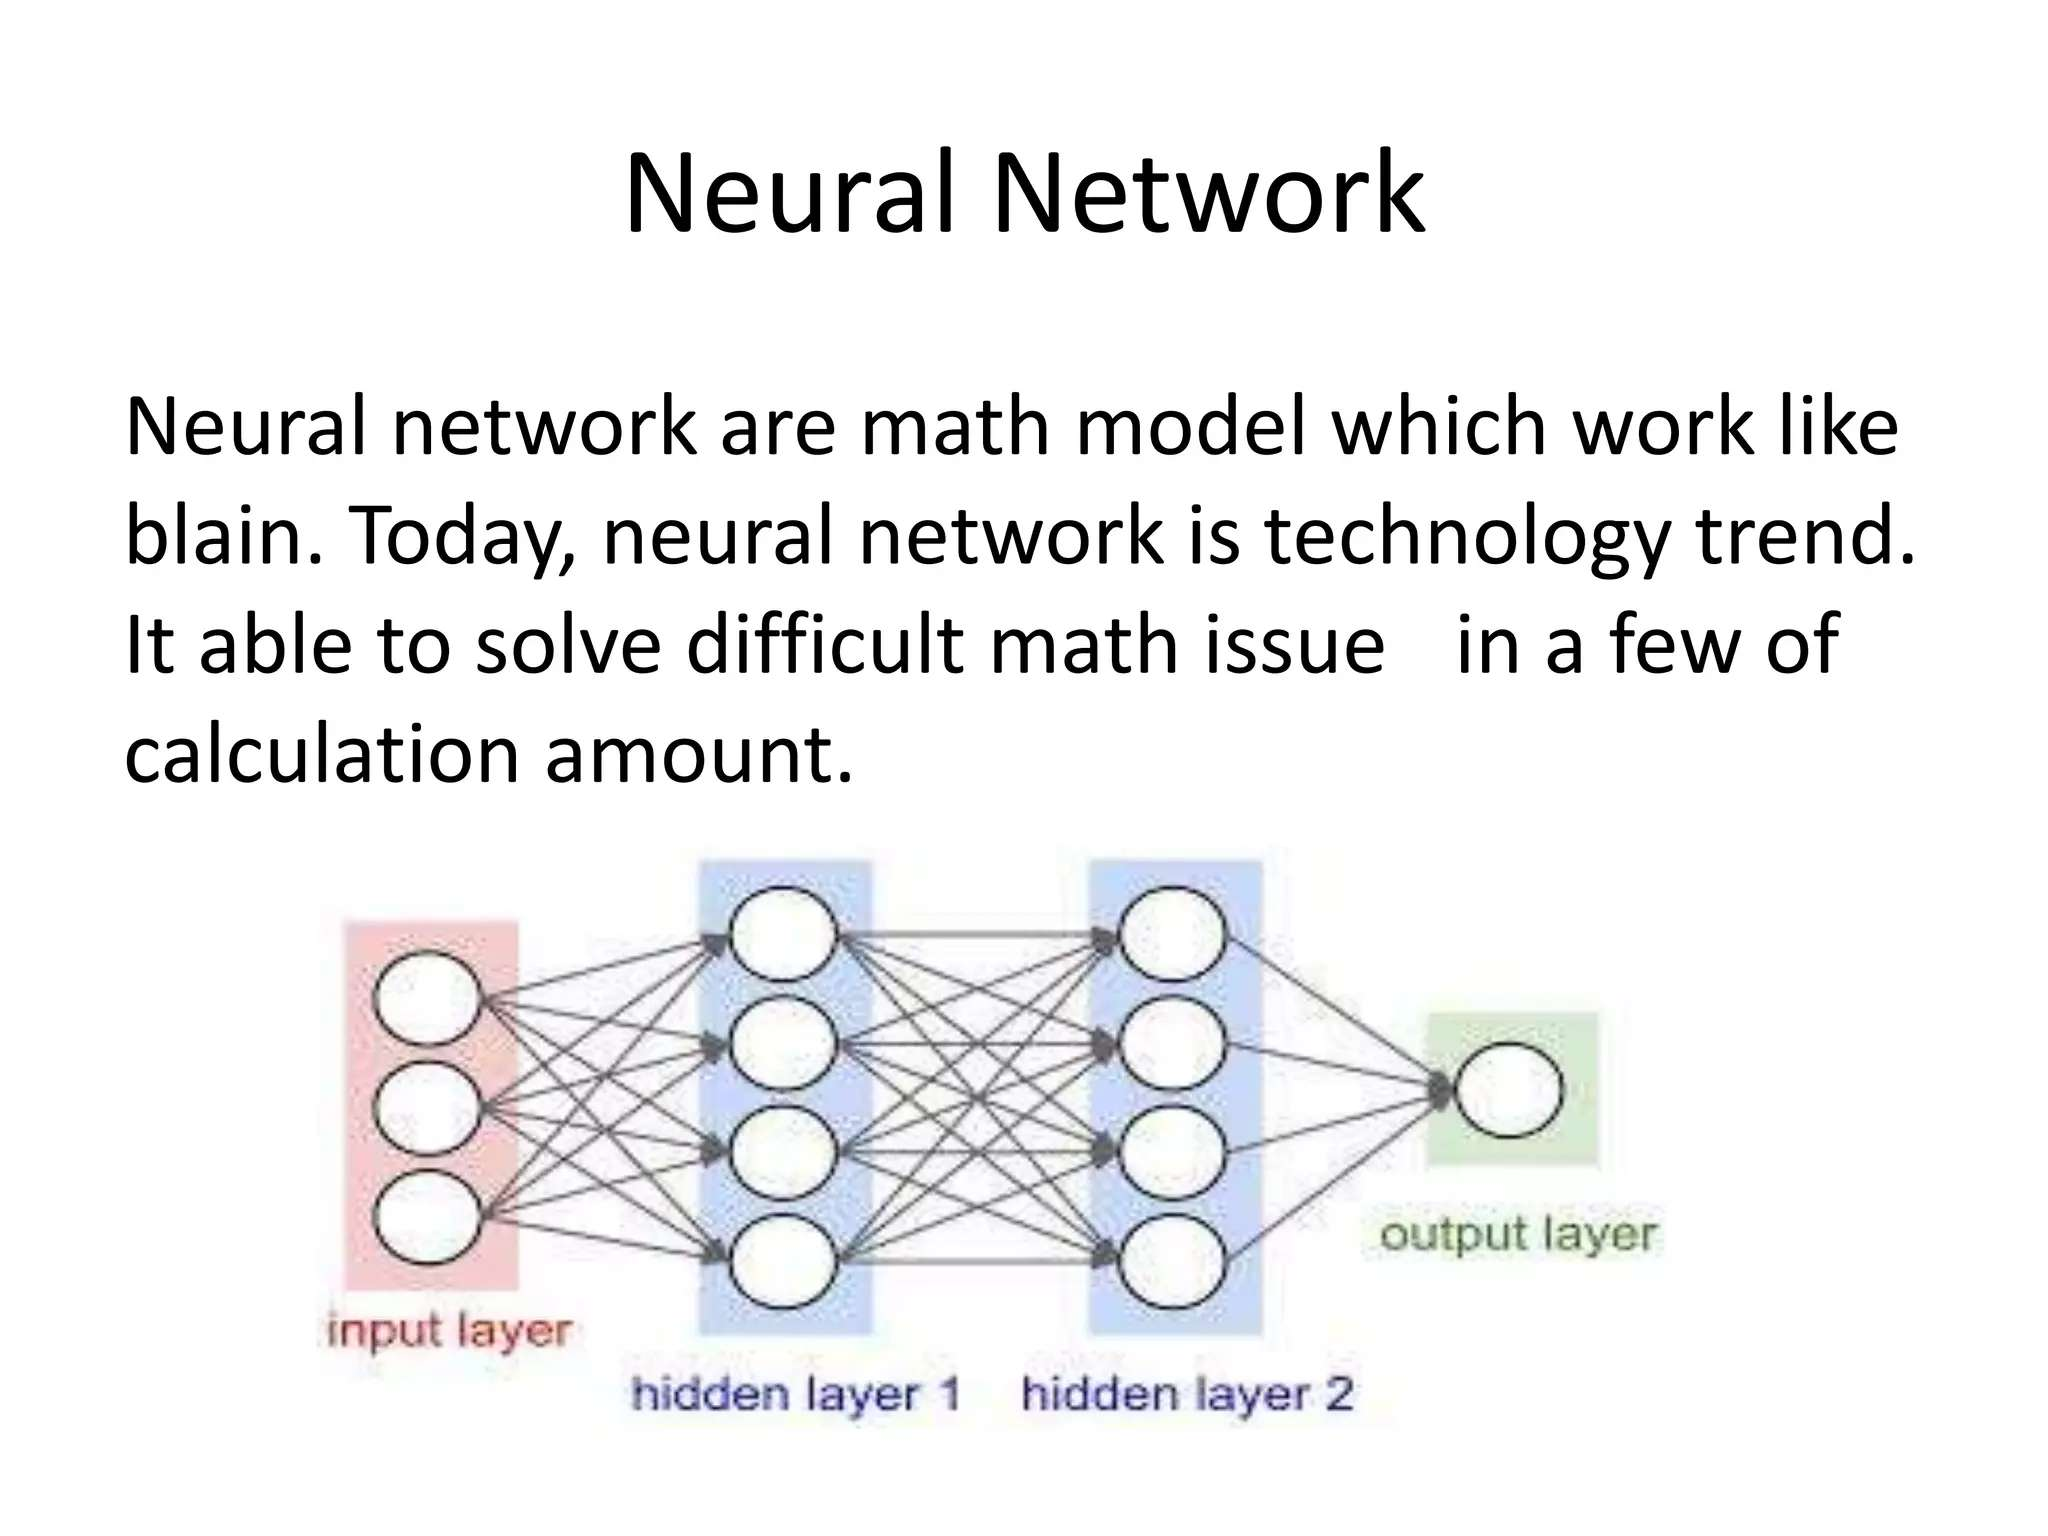 Neural Network
Neural network are math model which work like
blain. Today, neural network is technology trend.
It able to solve difficult math issue   in a few of
calculation amount.
input layer
hidden layer 1
hidden layer 2
output layer